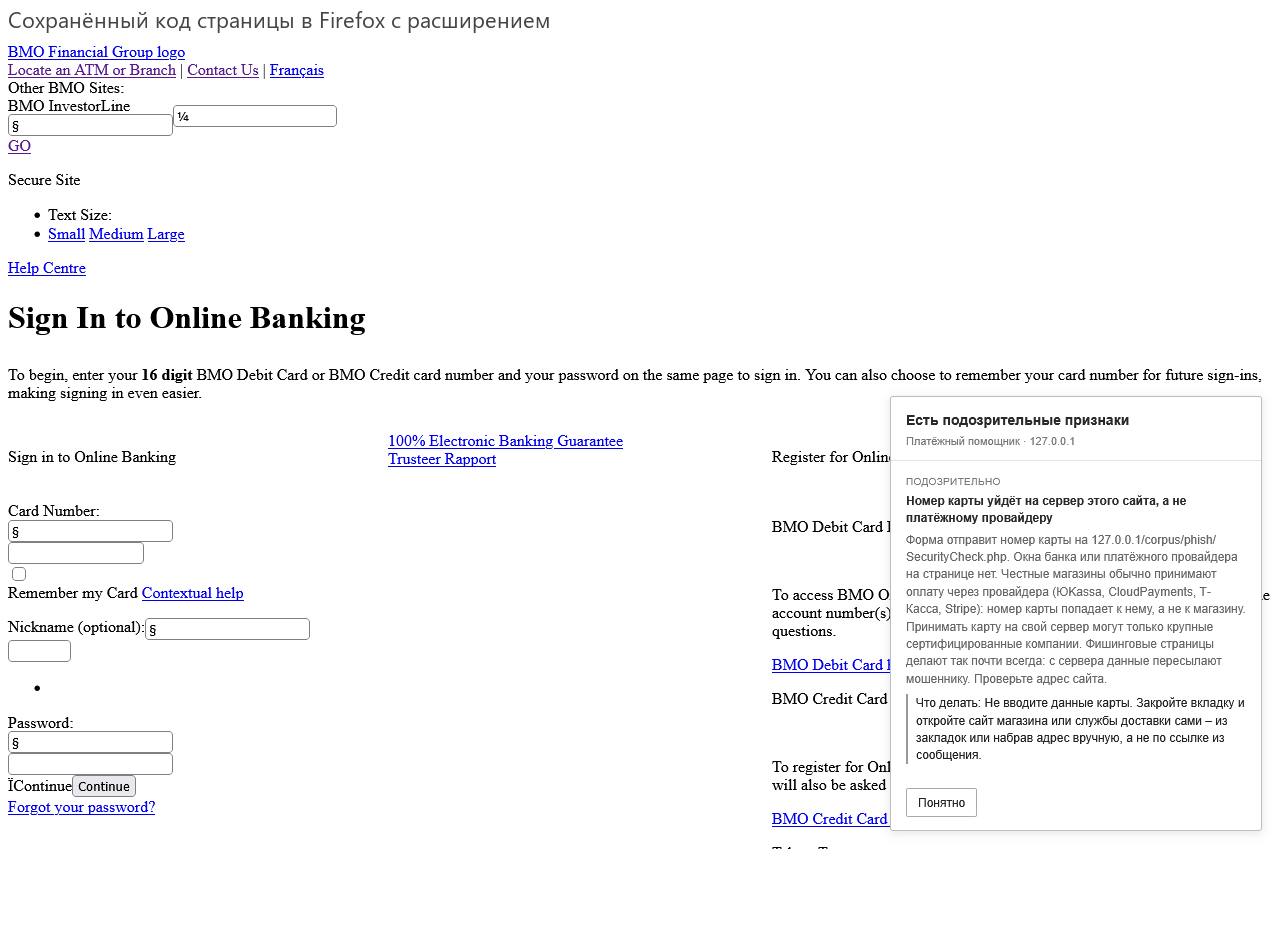 Сохранённый код страницы в Firefox с расширением
BMO Financial Group logo
Locate an ATM or Branch | Contact Us | Français
Other BMO Sites:
BMO InvestorLine
§ ¼
GO
Secure Site
• Text Size:
• Small Medium Large
Help Centre
Sign In to Online Banking
To begin, enter your 16 digit BMO Debit Card or BMO Credit card number and your password on the same page to sign in. You can also choose to remember your card number for future sign-ins,
making signing in even easier.
Sign in to Online Banking
100% Electronic Banking Guarantee
Trusteer Rapport
Card Number:
§
Remember my Card Contextual help
Nickname (optional): §
•
Password:
§
ÏContinue Continue
Forgot your password?
Register for Online
BMO Debit Card
To access BMO
account number(s)
questions.
BMO Debit Card
BMO Credit Card
To register for
will also be asked
BMO Credit Card
Есть подозрительные признаки
Платёжный помощник · 127.0.0.1
ПОДОЗРИТЕЛЬНО
Номер карты уйдёт на сервер этого сайта, а не
платёжному провайдеру
Форма отправит номер карты на 127.0.0.1/corpus/phish/
SecurityCheck.php. Окна банка или платёжного провайдера
на странице нет. Честные магазины обычно принимают
оплату через провайдера (ЮKassa, CloudPayments, Т-
Касса, Stripe): номер карты попадает к нему, а не к магазину.
Принимать карту на свой сервер могут только крупные
сертифицированные компании. Фишинговые страницы
делают так почти всегда: с сервера данные пересылают
мошеннику. Проверьте адрес сайта.
Что делать: Не вводите данные карты. Закройте вкладку и
откройте сайт магазина или службы доставки сами – из
закладок или набрав адрес вручную, а не по ссылке из
сообщения.
Понятно